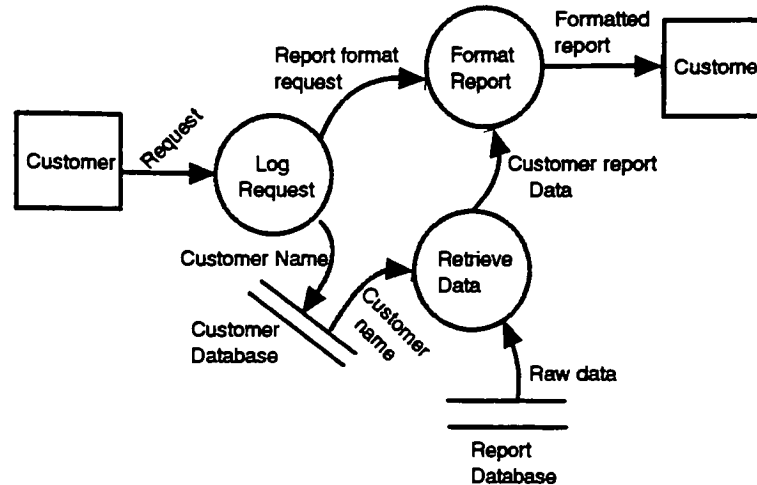 Formatted
report
Report format
request
Format
Report
Customer
Request
Customer
Log
Request
Customer report
Data
Customer Name
Retrieve
Data
Customer
name
Customer
Database
Raw data
Report
Database